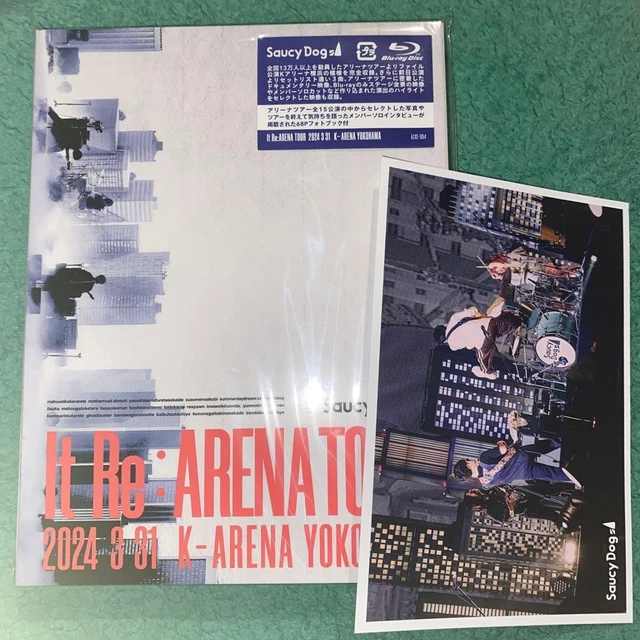 Saucy Dog
Blu-ray Disc
全国13万人以上を動員したアリーナツアーよりファイナル
公演Kアリーナ横浜の模様を完全収録。さらに前日公演
よりセットリスト違い3曲、アリーナツアーに密着した
ドキュメンタリー映像、Blu-rayのみステージ全景の映像
やメンバーソロカットなど作り込まれた演出のハイライト
をセレクトした映像も収録。
アリーナツアー全15公演の中からセレクトした写真や
ツアーを終えて気持ちを語ったメンバーソロインタビューが
掲載された68Pフォトブック付
It Re:ARENA TOUR 2024 3 31 K-ARENA YOKOHAMA
Saucy
It Re:ARENA TO
2024 3 31 K-ARENA YOKO
Saucy Dog
Saucy Dog